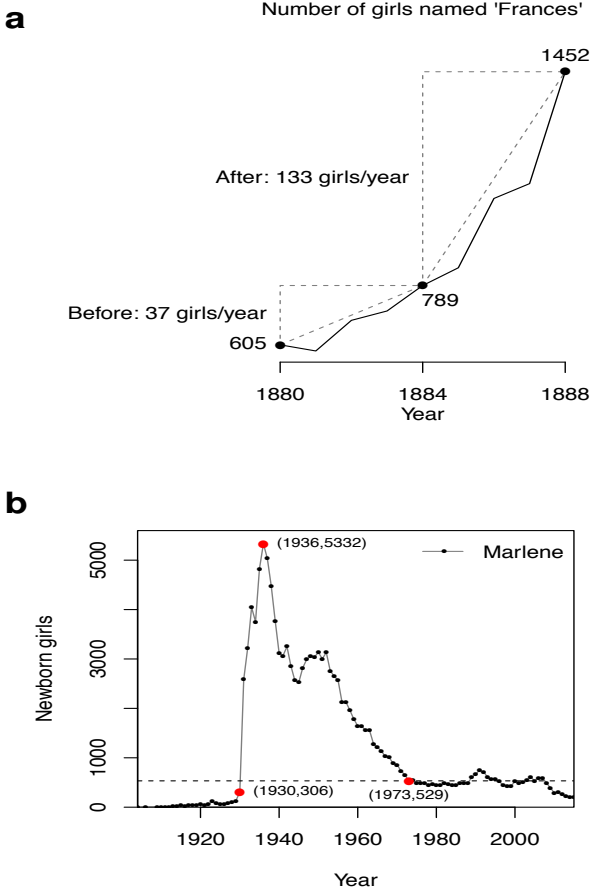 a
Number of girls named 'Frances'
1452
After: 133 girls/year
789
Before: 37 girls/year
605
1880 1884 1888
Year
b
(1936,5332)
Marlene
5000
3000
1000
0
Newborn girls
(1930,306)
(1973,529)
1920 1940 1960 1980 2000
Year